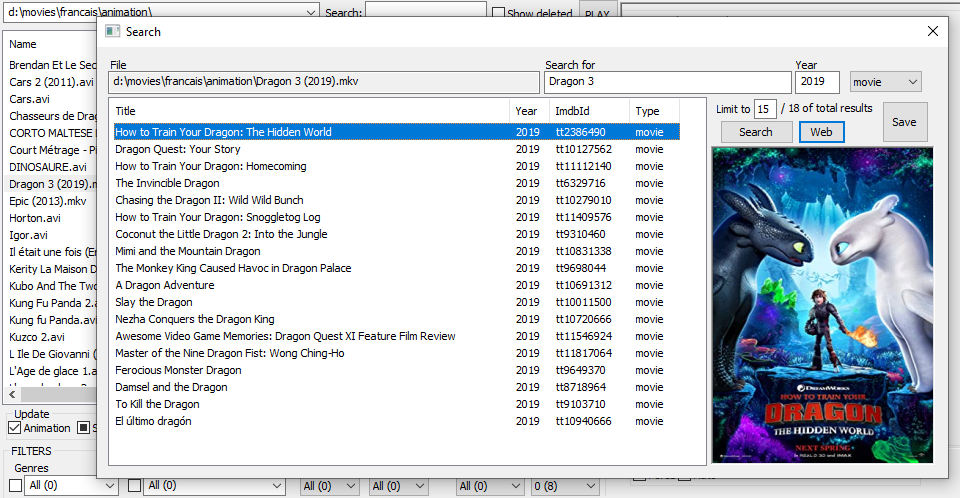 d:\movies\francais\animation\
Search:
Show deleted
PLAY
Name
Brendan Et Le Sec
Cars 2 (2011).avi
Cars.avi
Chasseurs de Drag
CORTO MALTESE
Court Métrage - P
DINOSAURE.avi
Dragon 3 (2019).m
Epic (2013).mkv
Horton.avi
Igor.avi
Il était une fois (En
Kerity La Maison D
Kubo And The Two
Kung Fu Panda 2.a
Kung fu Panda.avi
Kuzco 2.avi
L Ile De Giovanni (
L'Age de glace 1.a
Update
Animation
S
FILTERS
Genres
All (0)
All (0)
All (0)
All (0)
All (0)
0 (8)
Search
File
d:\movies\francais\animation\Dragon 3 (2019).mkv
Search for
Dragon 3
Year
2019
movie
Limit to 15 / 18 of total results
Search
Web
Save
Title Year ImdbId Type
How to Train Your Dragon: The Hidden World 2019 tt2386490 movie
Dragon Quest: Your Story 2019 tt10127562 movie
How to Train Your Dragon: Homecoming 2019 tt11112140 movie
The Invincible Dragon 2019 tt6329716 movie
Chasing the Dragon II: Wild Wild Bunch 2019 tt10279010 movie
How to Train Your Dragon: Snoggletog Log 2019 tt11409576 movie
Coconut the Little Dragon 2: Into the Jungle 2019 tt9310460 movie
Mimi and the Mountain Dragon 2019 tt10831338 movie
The Monkey King Caused Havoc in Dragon Palace 2019 tt9698044 movie
A Dragon Adventure 2019 tt10691312 movie
Slay the Dragon 2019 tt10011500 movie
Nezha Conquers the Dragon King 2019 tt10720666 movie
Awesome Video Game Memories: Dragon Quest XI Feature Film Review 2019 tt11546924 movie
Master of the Nine Dragon Fist: Wong Ching-Ho 2019 tt11817064 movie
Ferocious Monster Dragon 2019 tt9649370 movie
Damsel and the Dragon 2019 tt8718964 movie
To Kill the Dragon 2019 tt9103710 movie
El último dragón 2019 tt10940666 movie
DREAMWORKS
HOW TO TRAIN YOUR
DRAGON
THE HIDDEN WORLD
NEXT SPRING
IN REALD 3D AND IMAX